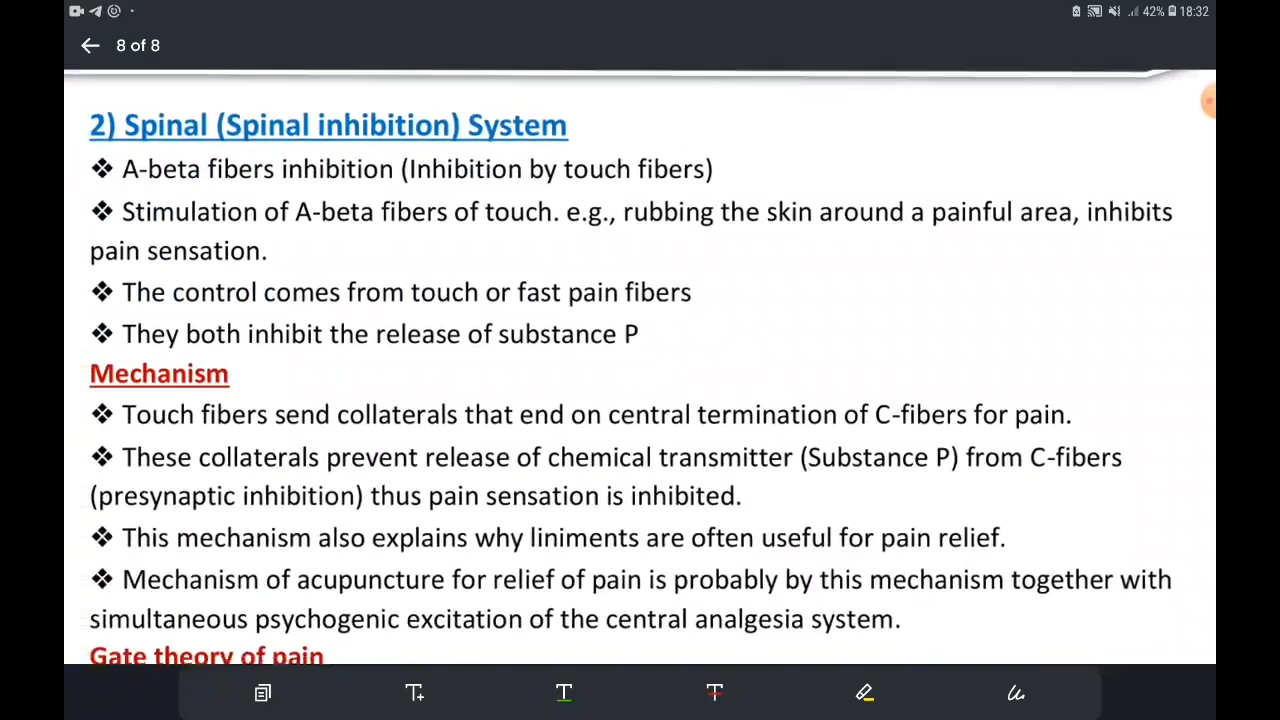 42% 18:32
8 of 8
2) Spinal (Spinal inhibition) System
❖ A-beta fibers inhibition (Inhibition by touch fibers)
❖ Stimulation of A-beta fibers of touch. e.g., rubbing the skin around a painful area, inhibits
pain sensation.
❖ The control comes from touch or fast pain fibers
❖ They both inhibit the release of substance P
Mechanism
❖ Touch fibers send collaterals that end on central termination of C-fibers for pain.
❖ These collaterals prevent release of chemical transmitter (Substance P) from C-fibers
(presynaptic inhibition) thus pain sensation is inhibited.
❖ This mechanism also explains why liniments are often useful for pain relief.
❖ Mechanism of acupuncture for relief of pain is probably by this mechanism together with
simultaneous psychogenic excitation of the central analgesia system.
Gate theory of pain